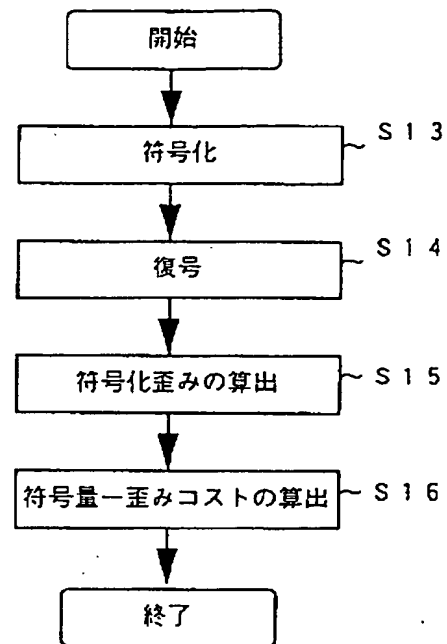 開始
符号化
S13
復号
S14
符号化歪みの算出
S15
符号量ー歪みコストの算出
S16
終了